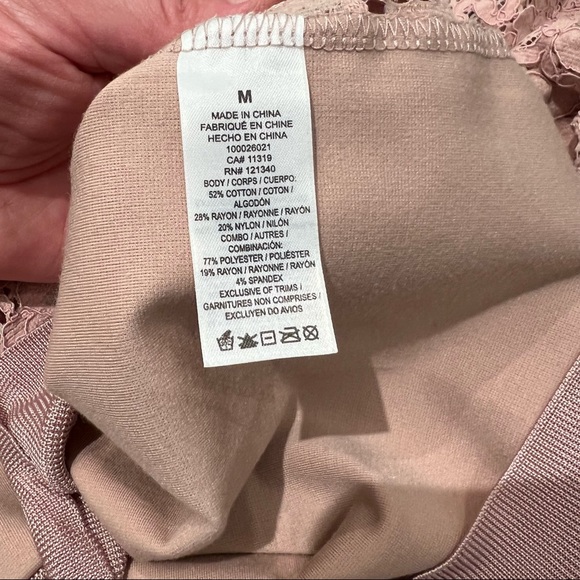 M
MADE IN CHINA
FABRIQUÉ EN CHINE
HECHO EN CHINA
100026021
CA# 11319
RN# 121340
BODY / CORPS / CUERPO:
52% COTTON / COTON /
ALGODÓN
28% RAYON / RAYONNE / RAYÓN
20% NYLON / NILÓN
COMBO / AUTRES /
COMBINACIÓN:
77% POLYESTER / POLIÉSTER
19% RAYON / RAYONNE / RAYÓN
4% SPANDEX
EXCLUSIVE OF TRIMS /
GARNITURES NON COMPRISES /
EXCLUYEN DO AVIOS